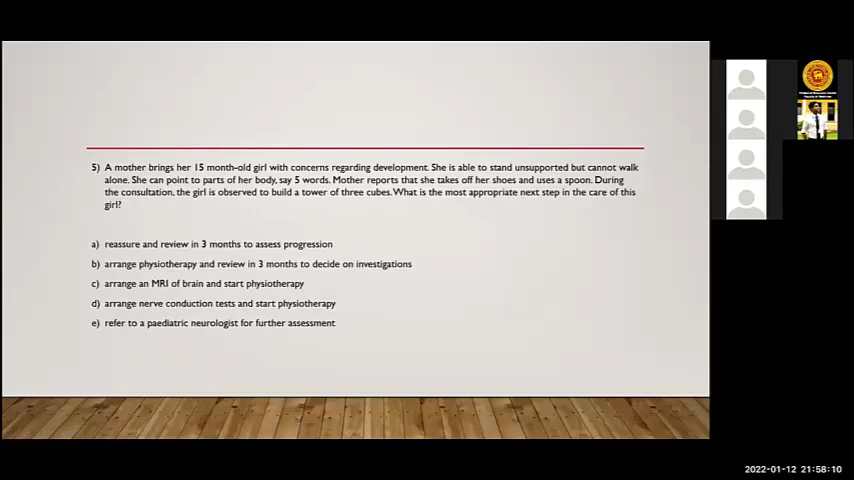 5) A mother brings her 15 month-old girl with concerns regarding development. She is able to stand unsupported but cannot walk
alone. She can point to parts of her body, say 5 words. Mother reports that she takes off her shoes and uses a spoon. During
the consultation, the girl is observed to build a tower of three cubes. What is the most appropriate next step in the care of this
girl?
a) reassure and review in 3 months to assess progression
b) arrange physiotherapy and review in 3 months to decide on investigations
c) arrange an MRI of brain and start physiotherapy
d) arrange nerve conduction tests and start physiotherapy
e) refer to a paediatric neurologist for further assessment
2022-01-12 21:58:10